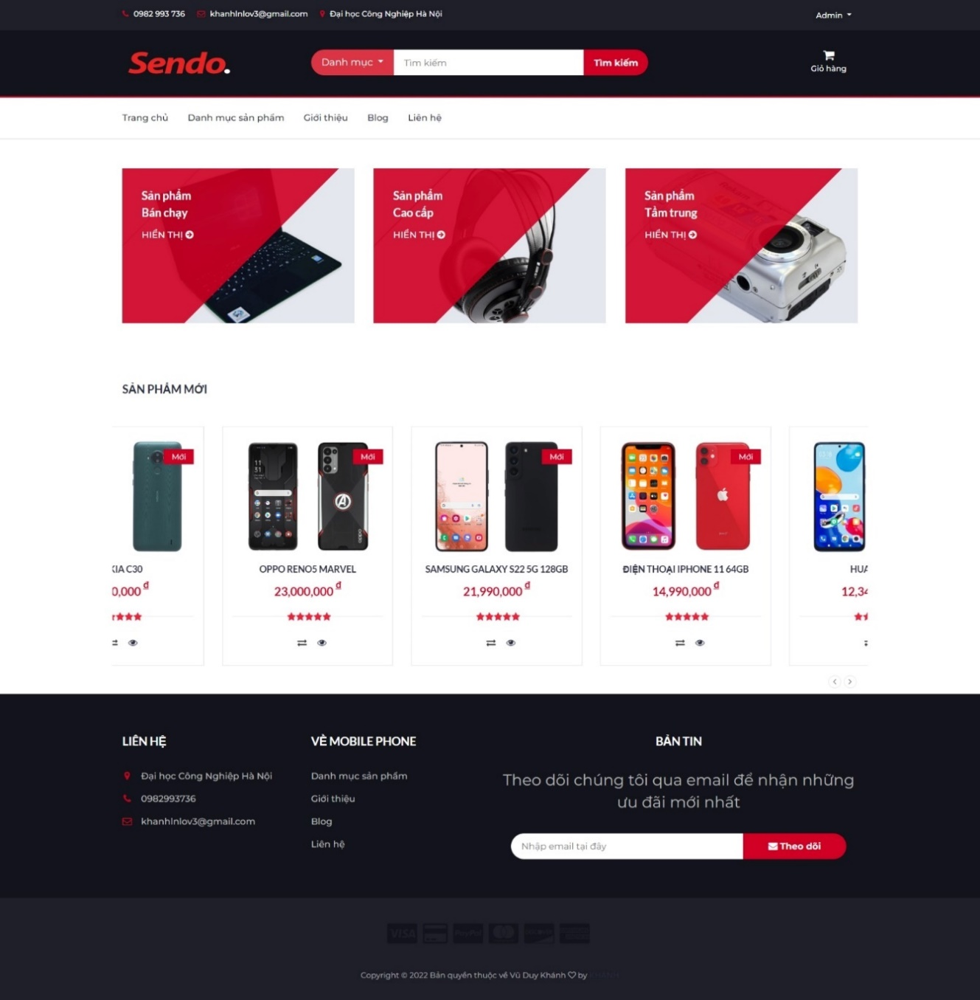 0982 993 736 khanhlnlov3@gmail.com Đại học Công Nghiệp Hà Nội Admin
Sendo.
Danh mục Tìm kiếm Tìm kiếm
Giỏ hàng
Trang chủ Danh mục sản phẩm Giới thiệu Blog Liên hệ
Sản phẩm
Bán chạy
HIỂN THỊ
Sản phẩm
Cao cấp
HIỂN THỊ
Sản phẩm
Tầm trung
HIỂN THỊ
SẢN PHẨM MỚI
Mới Mới Mới Mới
KIA C30 OPPO RENO5 MARVEL SAMSUNG GALAXY S22 5G 128GB ĐIỆN THOẠI IPHONE 11 64GB HUA
0,000 đ 23,000,000 đ 21,990,000 đ 14,990,000 đ 12,34
LIÊN HỆ
Đại học Công Nghiệp Hà Nội
0982993736
khanhlnlov3@gmail.com
VỀ MOBILE PHONE
Danh mục sản phẩm
Giới thiệu
Blog
Liên hệ
BẢN TIN
Theo dõi chúng tôi qua email để nhận những
ưu đãi mới nhất
Nhập email tại đây Theo dõi
VISA PayPal
Copyright © 2022 Bản quyền thuộc về Vũ Duy Khánh by KHANH